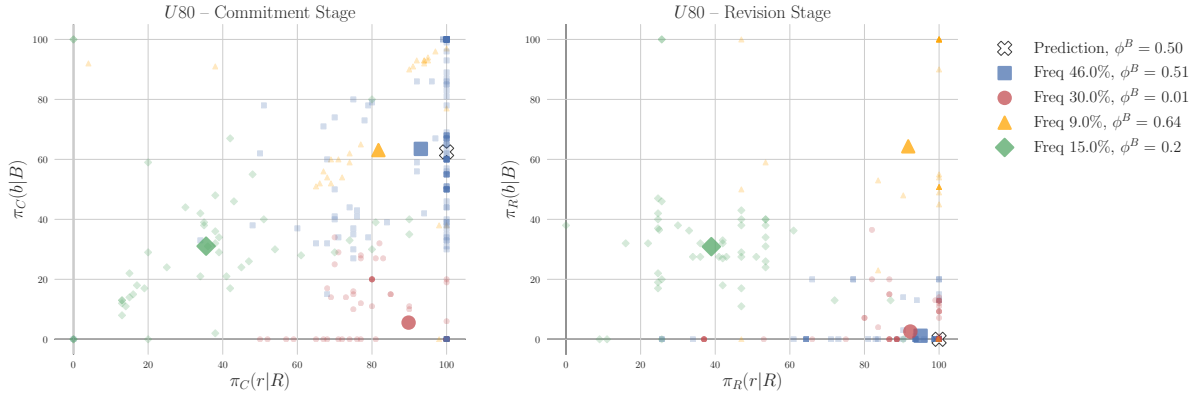 U80 – Commitment Stage
100
80
60
40
20
0
0 20 40 60 80 100
π_C(b|B)
π_C(r|R)
U80 – Revision Stage
100
80
60
40
20
0
0 20 40 60 80 100
π_R(b|B)
π_R(r|R)
Prediction, ϕ^B = 0.50
Freq 46.0%, ϕ^B = 0.51
Freq 30.0%, ϕ^B = 0.01
Freq 9.0%, ϕ^B = 0.64
Freq 15.0%, ϕ^B = 0.2